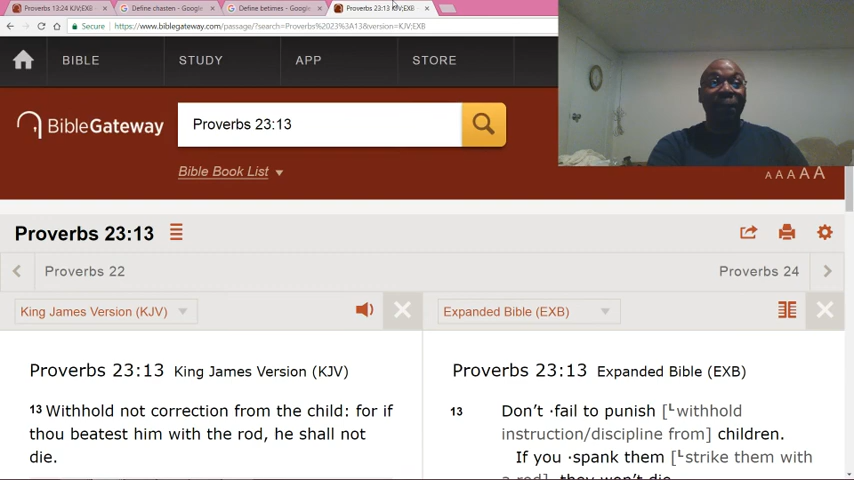 Proverbs 13:24 KJV;EXB
Define chasten - Google
Define betimes - Google
Proverbs 23:13 KJV;EXB
Secure
https://www.biblegateway.com/passage/?search=Proverbs%2023%3A13&version=KJV;EXB
BIBLE STUDY APP STORE
BibleGateway
Proverbs 23:13
Bible Book List
A A A A A
Proverbs 23:13
Proverbs 22
Proverbs 24
King James Version (KJV)
Expanded Bible (EXB)
Proverbs 23:13 King James Version (KJV)
13 Withhold not correction from the child: for if
thou beatest him with the rod, he shall not
die.
Proverbs 23:13 Expanded Bible (EXB)
13 Don't ·fail to punish [└withhold
instruction/discipline from] children.
If you ·spank them [└strike them with
a rod], they won't die